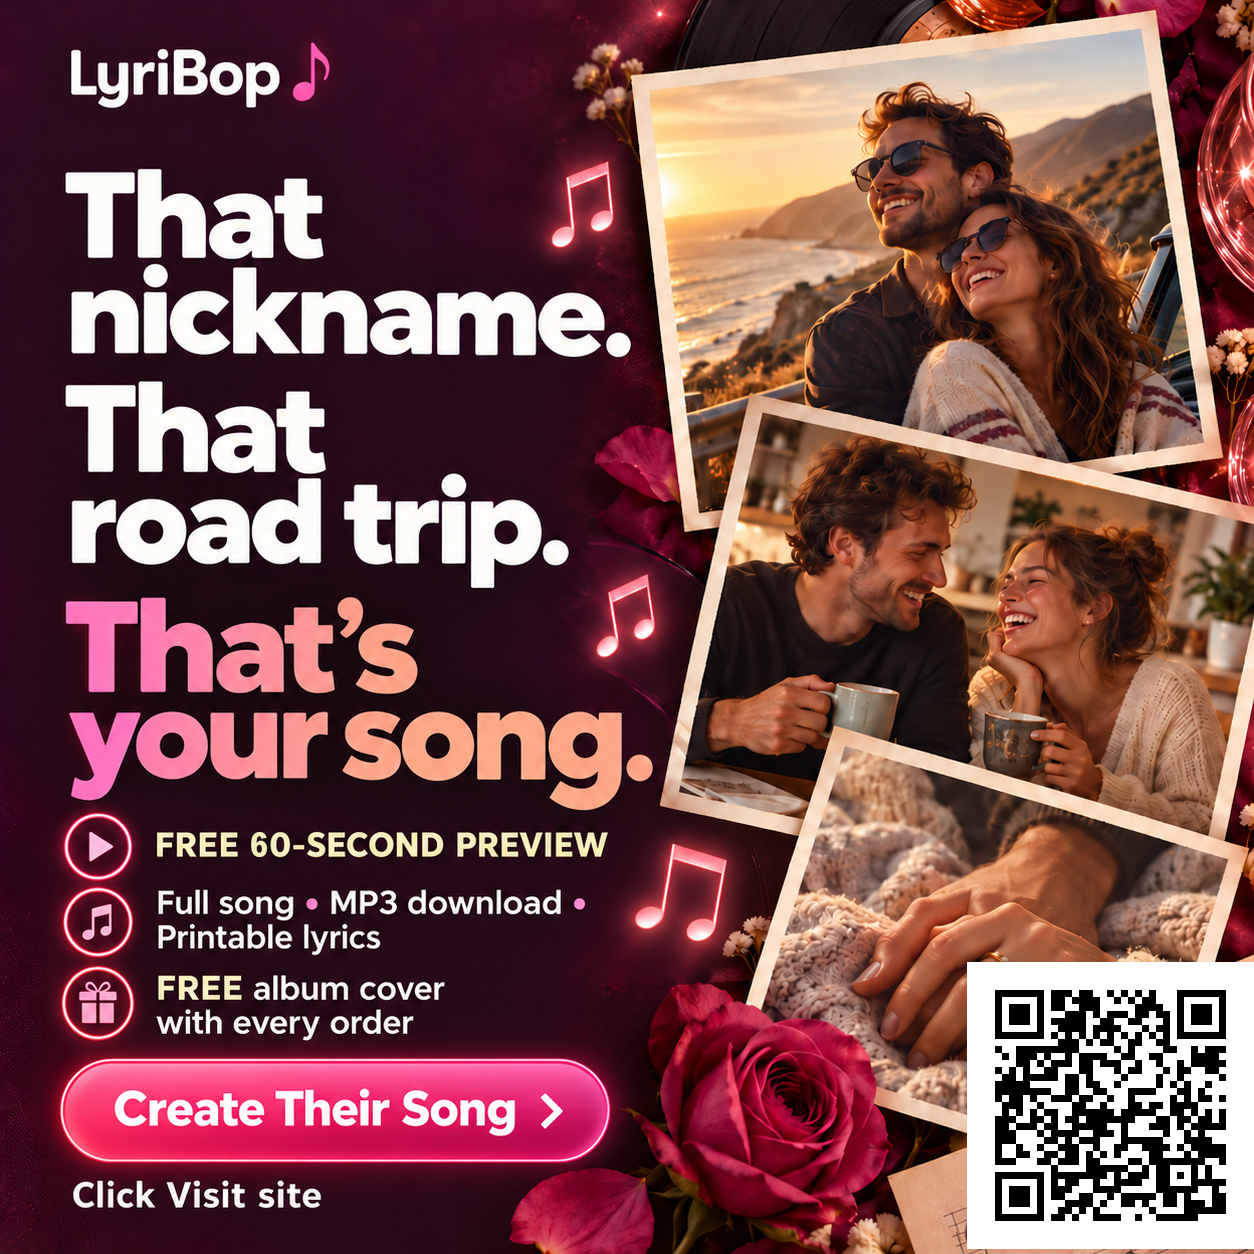 LyriBop
That
nickname.
That
road trip.
That's
your song.
FREE 60-SECOND PREVIEW
Full song • MP3 download •
Printable lyrics
FREE album cover
with every order
Create Their Song
Click Visit site